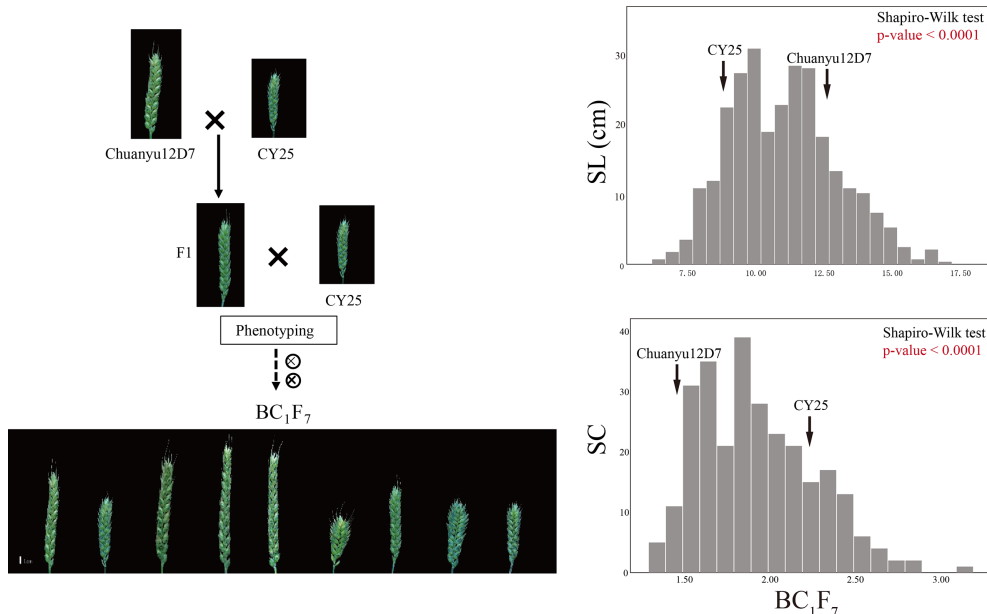 Chuanyu12D7
CY25
F1
CY25
Phenotyping
BC₁F₇
Shapiro-Wilk test
p-value < 0.0001
CY25
Chuanyu12D7
SL (cm)
30
20
10
0
7.50
10.00
12.50
15.00
17.50
Shapiro-Wilk test
p-value < 0.0001
Chuanyu12D7
CY25
SC
40
30
20
10
0
1.50
2.00
2.50
3.00
BC₁F₇